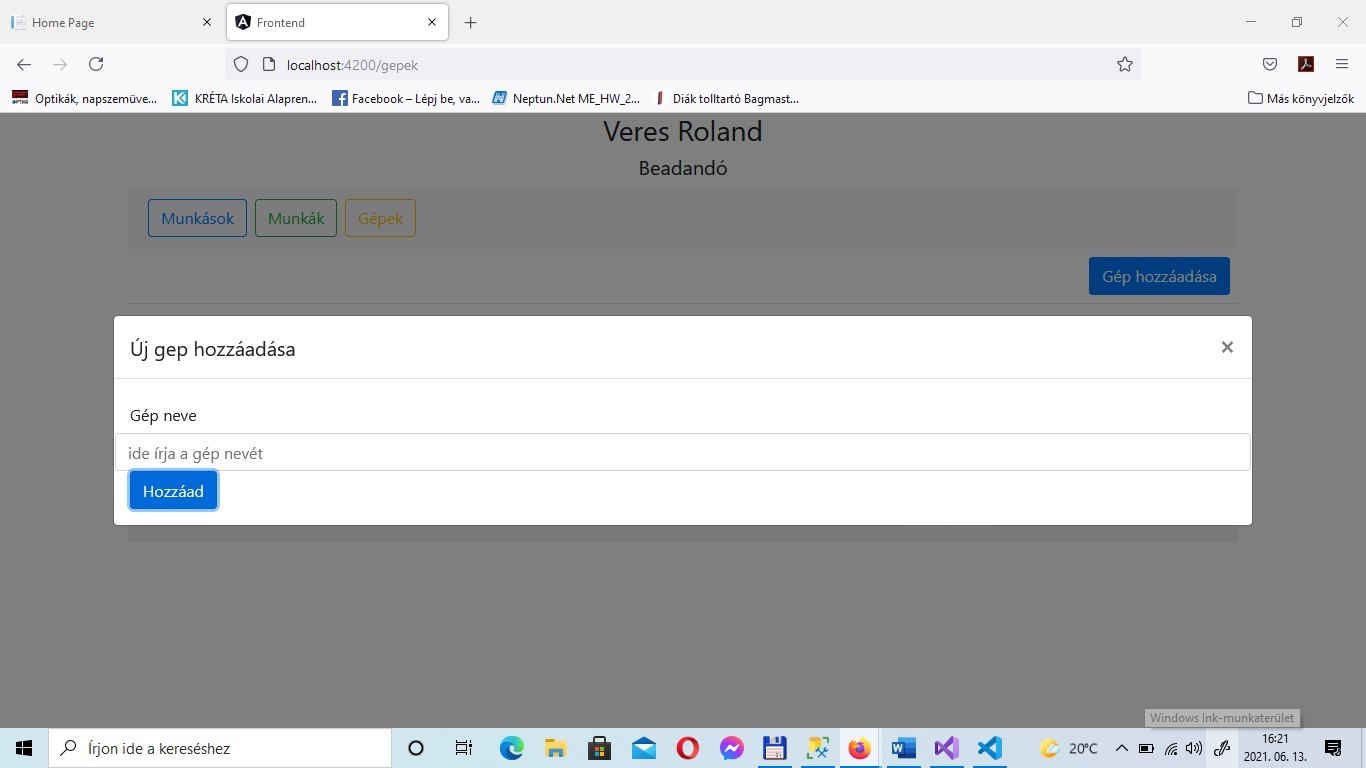 Home Page
Frontend
localhost:4200/gepek
Optikák, napszemüve...
KRÉTA Iskolai Alapren...
Facebook – Lépj be, va...
Neptun.Net ME_HW_2...
Diák tolltartó Bagmast...
Más könyvjelzők
Veres Roland
Beadandó
Munkások
Munkák
Gépek
Gép hozzáadása
Új gep hozzáadása
×
Gép neve
ide írja a gép nevét
Hozzáad
Windows Ink-munkaterület
Írjon ide a kereséshez
20°C
16:21
2021. 06. 13.